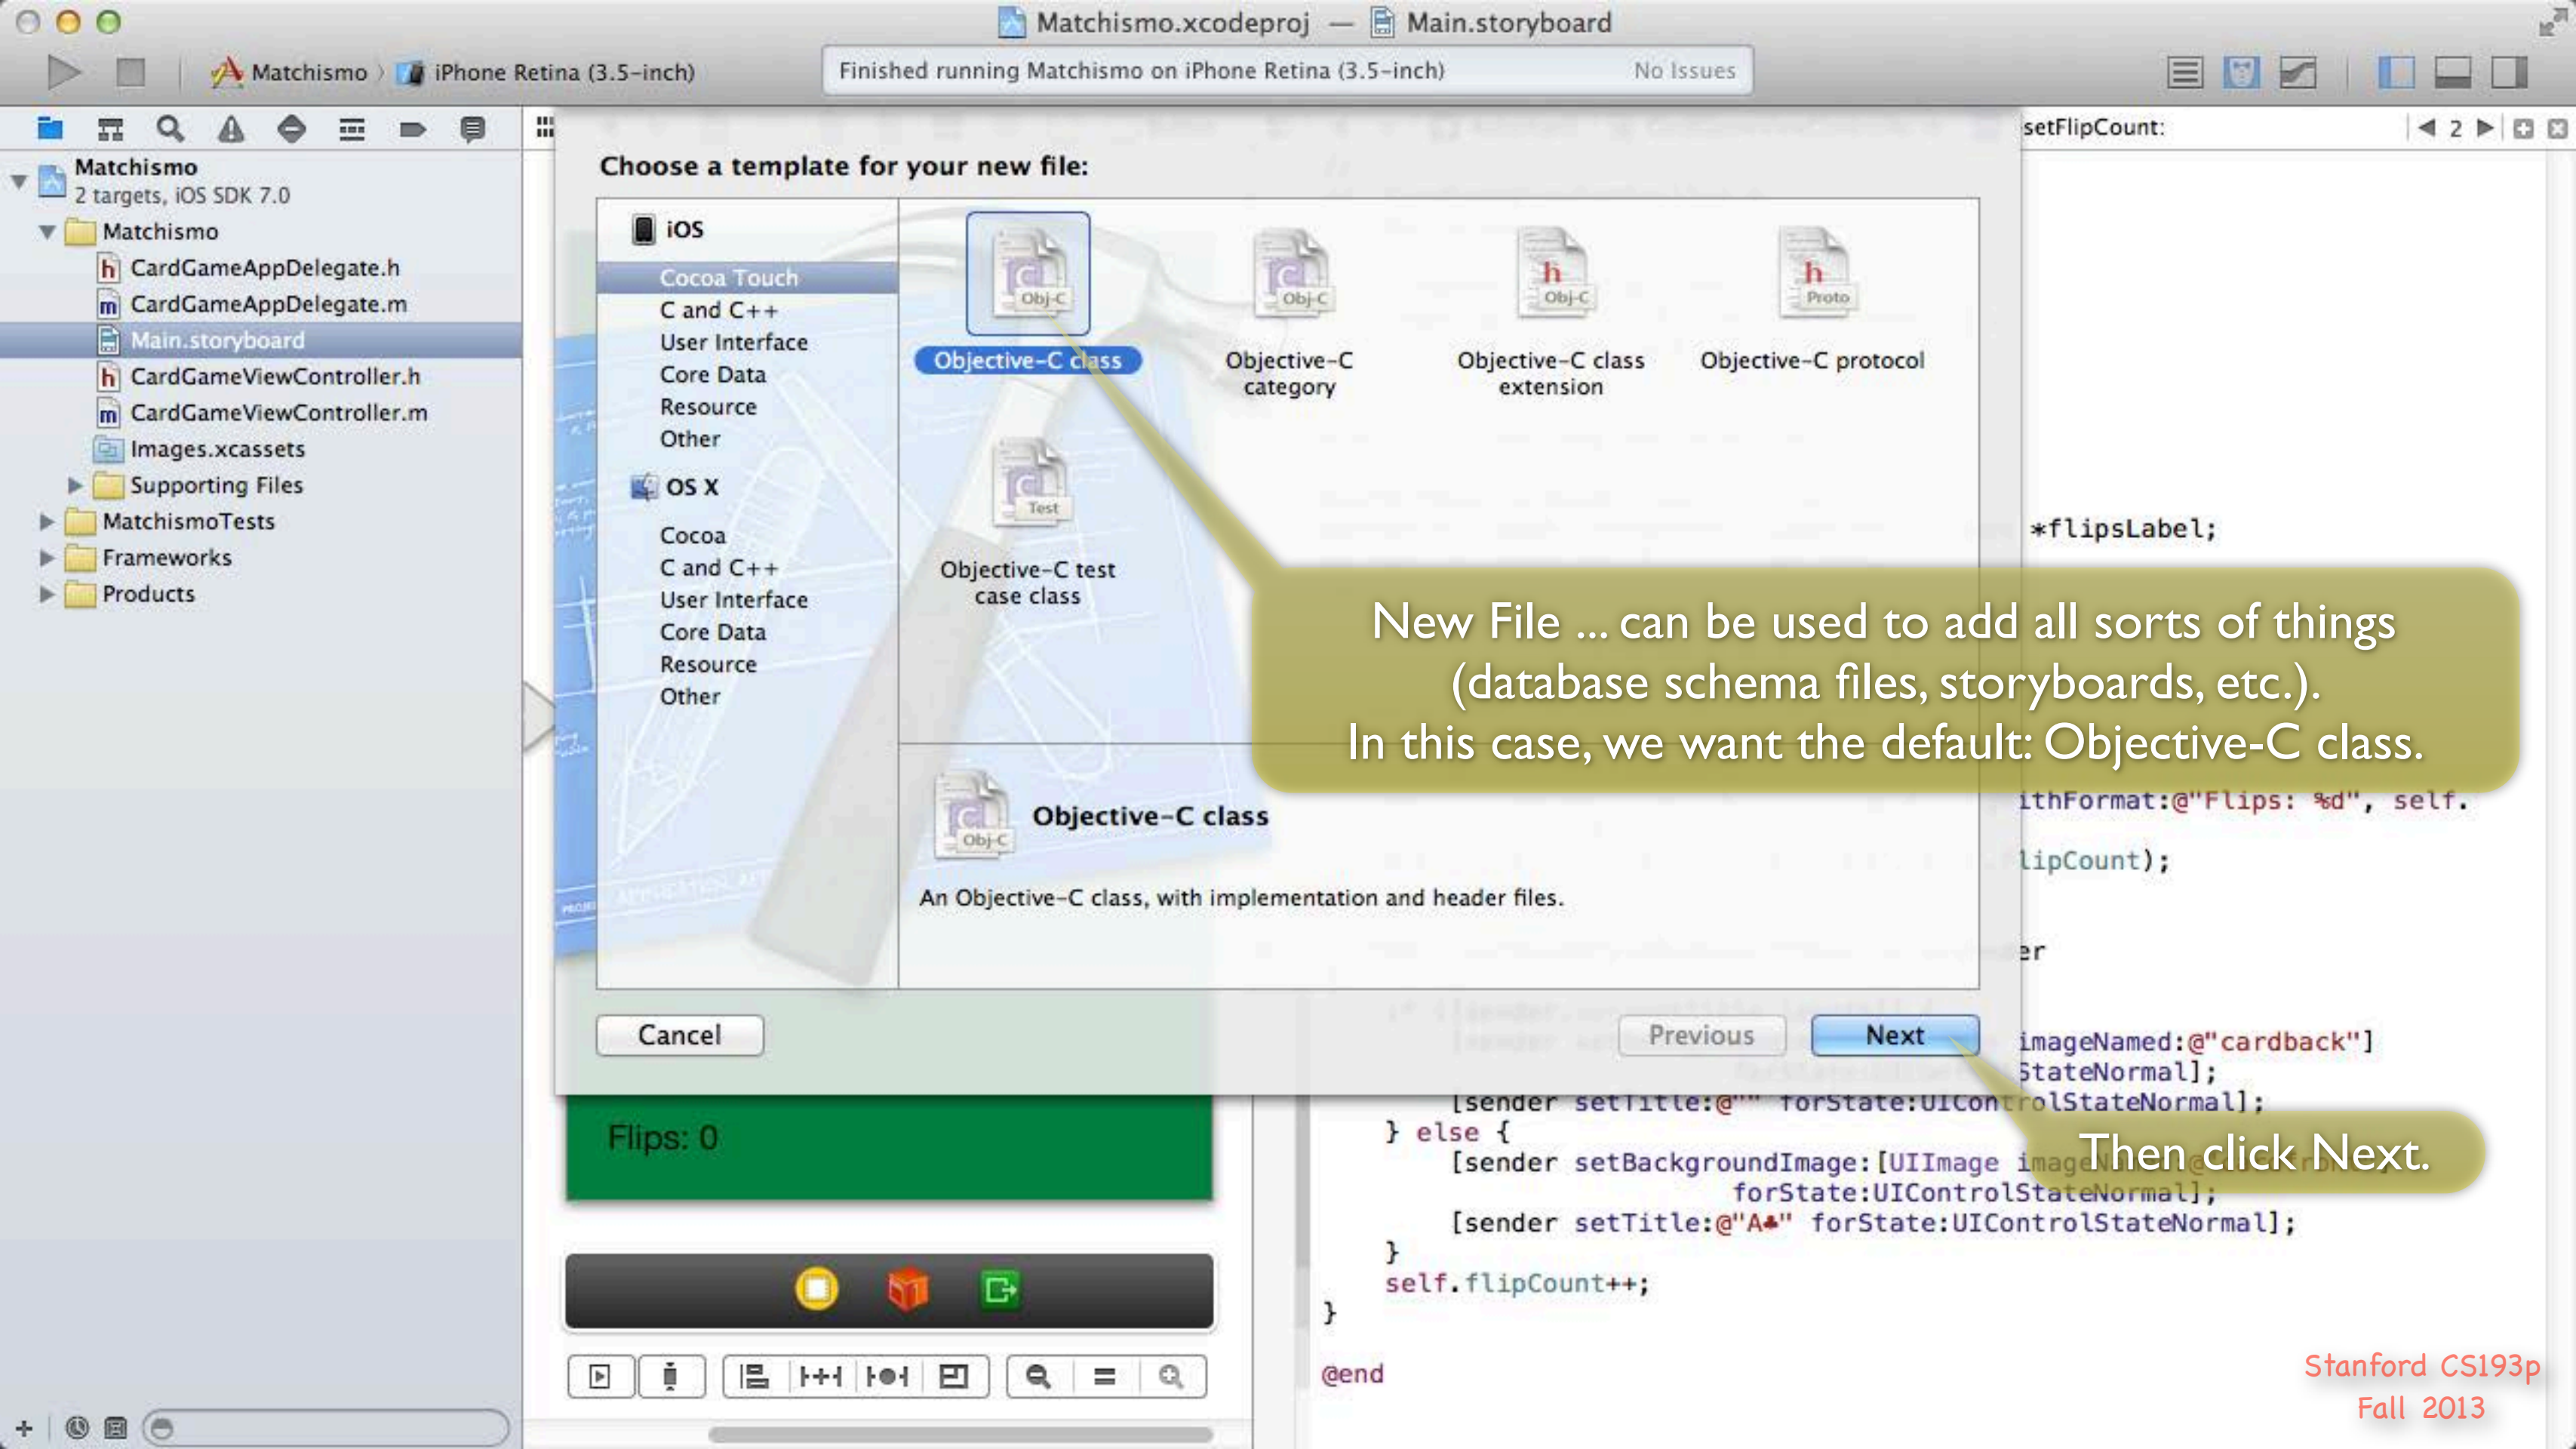 Matchismo.xcodeproj — Main.storyboard
Matchismo
iPhone Retina (3.5-inch)
Finished running Matchismo on iPhone Retina (3.5-inch)
No Issues
setFlipCount:
2
Matchismo
2 targets, iOS SDK 7.0
Matchismo
h CardGameAppDelegate.h
m CardGameAppDelegate.m
Main.storyboard
h CardGameViewController.h
m CardGameViewController.m
Images.xcassets
Supporting Files
MatchismoTests
Frameworks
Products
Choose a template for your new file:
iOS
Cocoa Touch
C and C++
User Interface
Core Data
Resource
Other
OS X
Cocoa
C and C++
User Interface
Core Data
Resource
Other
C
Obj-C
Objective-C class
C
Obj-C
Objective-C
category
h
Obj-C
Objective-C class
extension
h
Proto
Objective-C protocol
C
Test
Objective-C test
case class
C
Obj-C
Objective-C class
An Objective-C class, with implementation and header files.
Cancel
Previous
Next
New File ... can be used to add all sorts of things
(database schema files, storyboards, etc.).
In this case, we want the default: Objective-C class.
Then click Next.
Flips: 0
*flipsLabel;
ithFormat:@"Flips: %d", self.
lipCount);
er
imageNamed:@"cardback"]
StateNormal];
[sender setTitle:@"" forState:UIControlStateNormal];
} else {
[sender setBackgroundImage:[UIImage
forState:UIControlStateNormal];
[sender setTitle:@"A♣" forState:UIControlStateNormal];
}
self.flipCount++;
}
@end
Stanford CS193p
Fall 2013